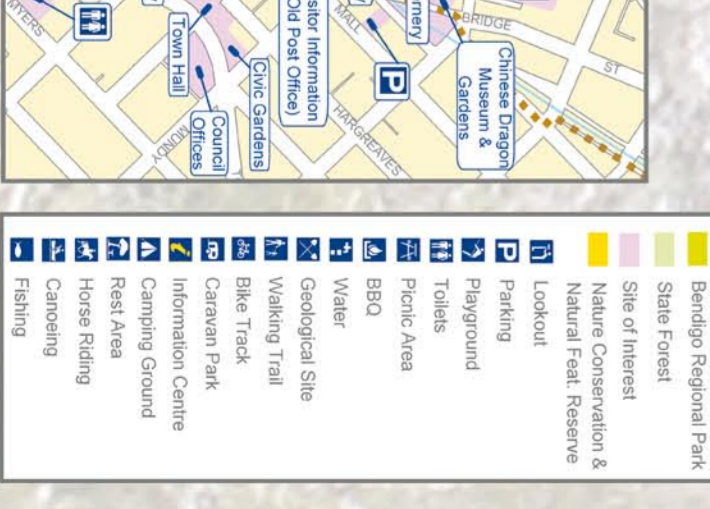 MYERS
Town Hall
Council
Offices
Civic Gardens
MUNDY
sitor Information
Old Post Office)
MALL
HARGREAVES
P
rnery
BRIDGE
Chinese Dragon
Museum &
Gardens
ST
Bendigo Regional Park
State Forest
Site of Interest
Nature Conservation &
Natural Feat. Reserve
Lookout
P Parking
Playground
Toilets
Picnic Area
BBQ
Water
Geological Site
Walking Trail
Bike Track
Caravan Park
i Information Centre
Camping Ground
Rest Area
Horse Riding
Canoeing
Fishing